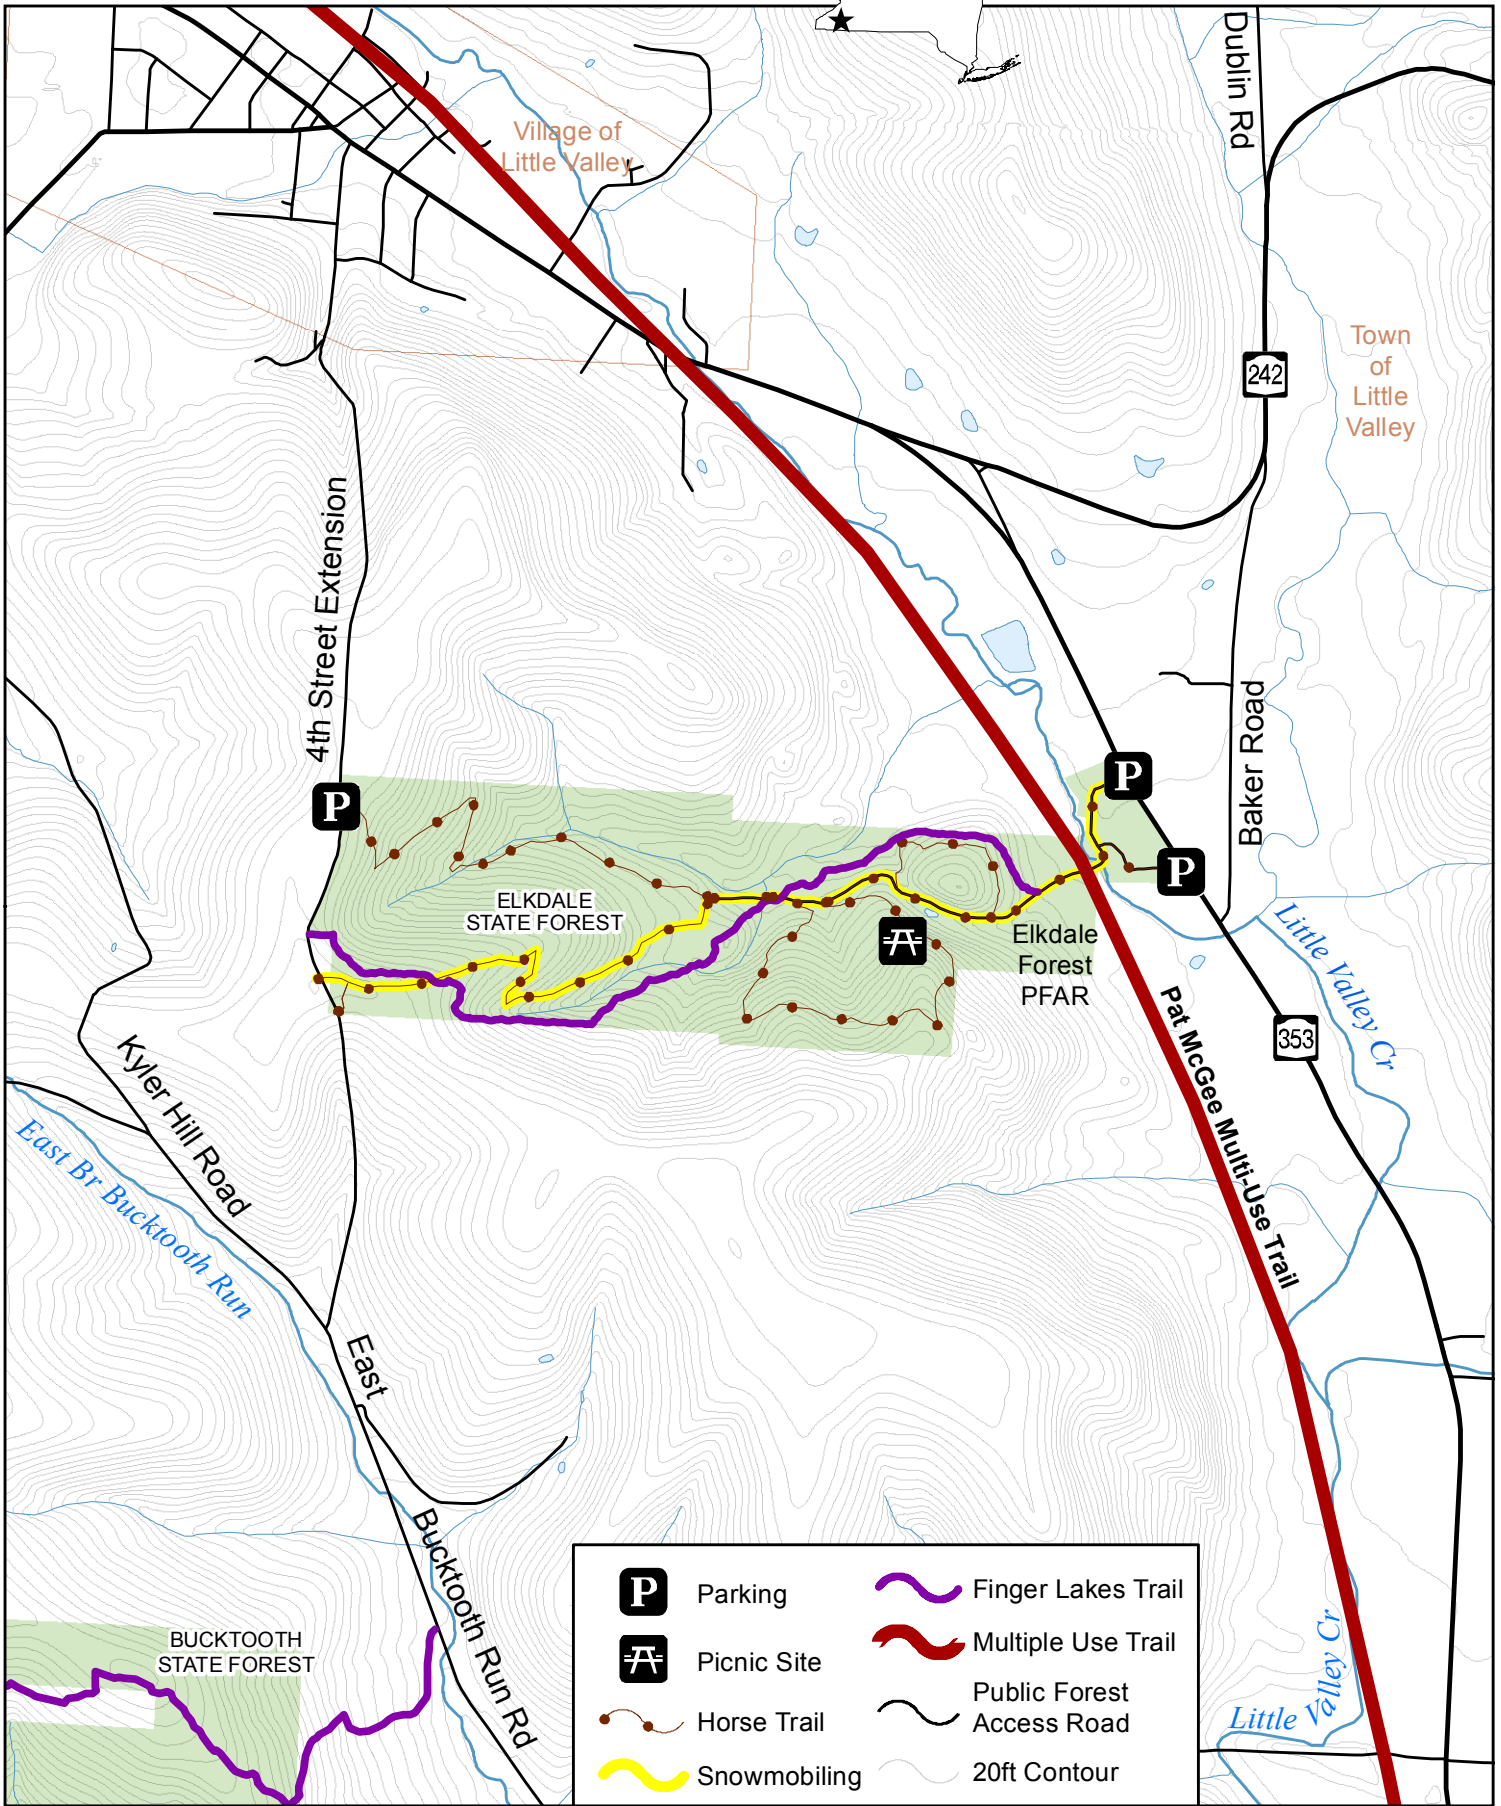 Dublin Rd
Village of
Little Valley
242
Town
of
Little
Valley
4th Street Extension
Baker Road
P
P
P
ELKDALE
STATE FOREST
Elkdale
Forest
PFAR
Little Valley Cr
Pat McGee Multi-Use Trail
353
Kyler Hill Road
East Br Bucktooth Run
East
Bucktooth Run Rd
BUCKTOOTH
STATE FOREST
Little Valley Cr
P
Parking
Picnic Site
Horse Trail
Snowmobiling
Finger Lakes Trail
Multiple Use Trail
Public Forest
Access Road
20ft Contour